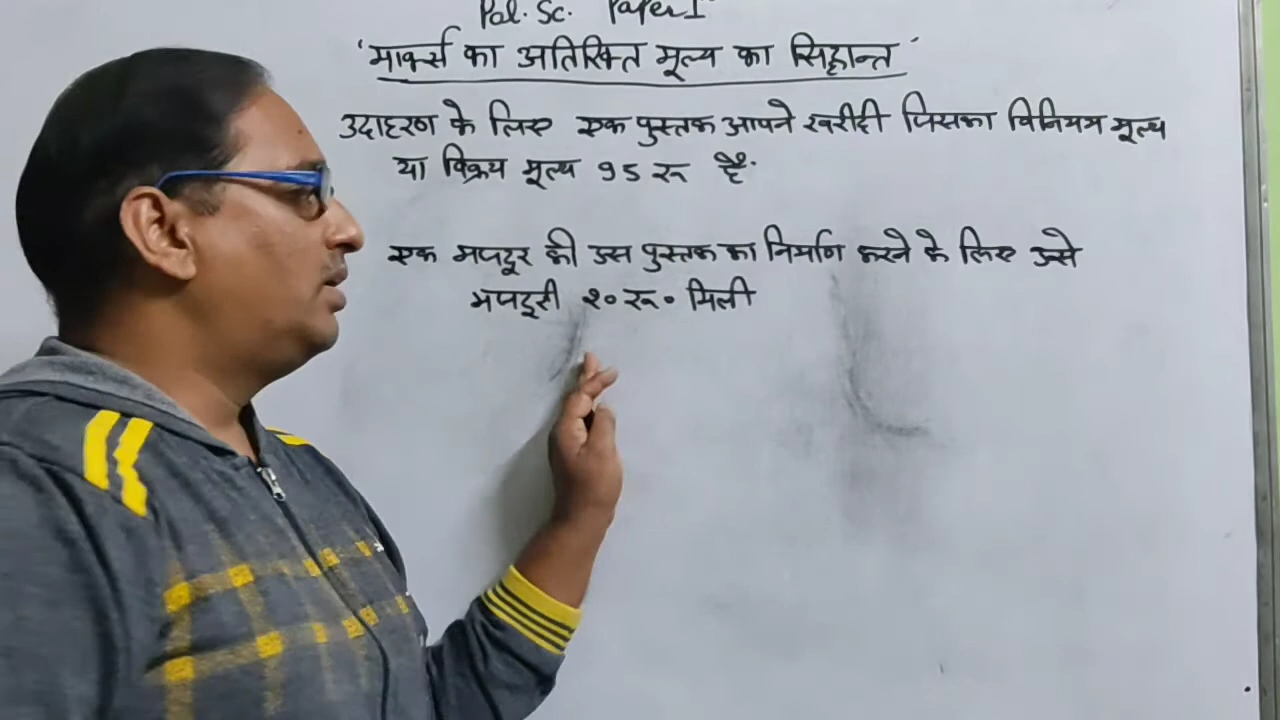 Pol. Sc. Paper I
'मार्क्स का अतिरिक्त मूल्य का सिद्धान्त'
उदाहरण के लिए एक पुस्तक आपने खरीदी जिसका विनियम मूल्य
या विक्रय मूल्य 95 रू है.
एक मजदूर की उस पुस्तक का निर्माण करने के लिए उसे
मजदूरी २० रू० मिली